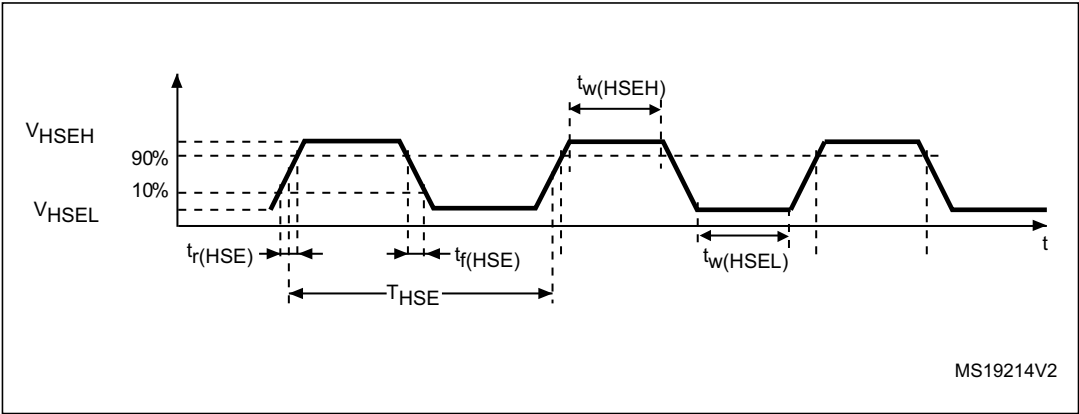 tw(HSEH)
VHSEH
90%
10%
VHSEL
tr(HSE)
tf(HSE)
tw(HSEL)
t
THSE
MS19214V2